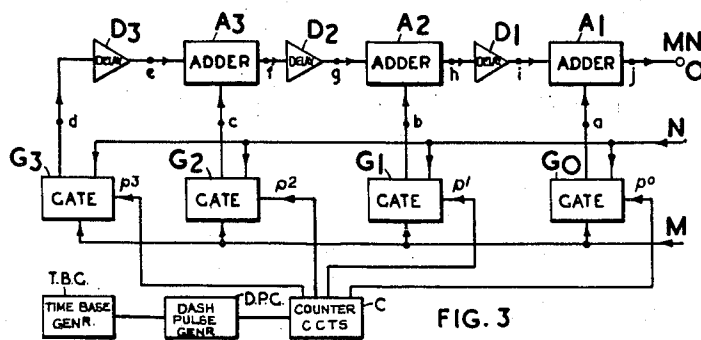 D3 A3 D2 A2 D1 A1 MN
DELAY ADDER DELAY ADDER DELAY ADDER O
e f g h i j
d c b a N
G3 G2 G1 G0
GATE p3 GATE p2 GATE p1 GATE p0
M
T.B.C. D.P.C. C
TIME BASE GENR. DASH PULSE GENR COUNTER CCTS
FIG. 3